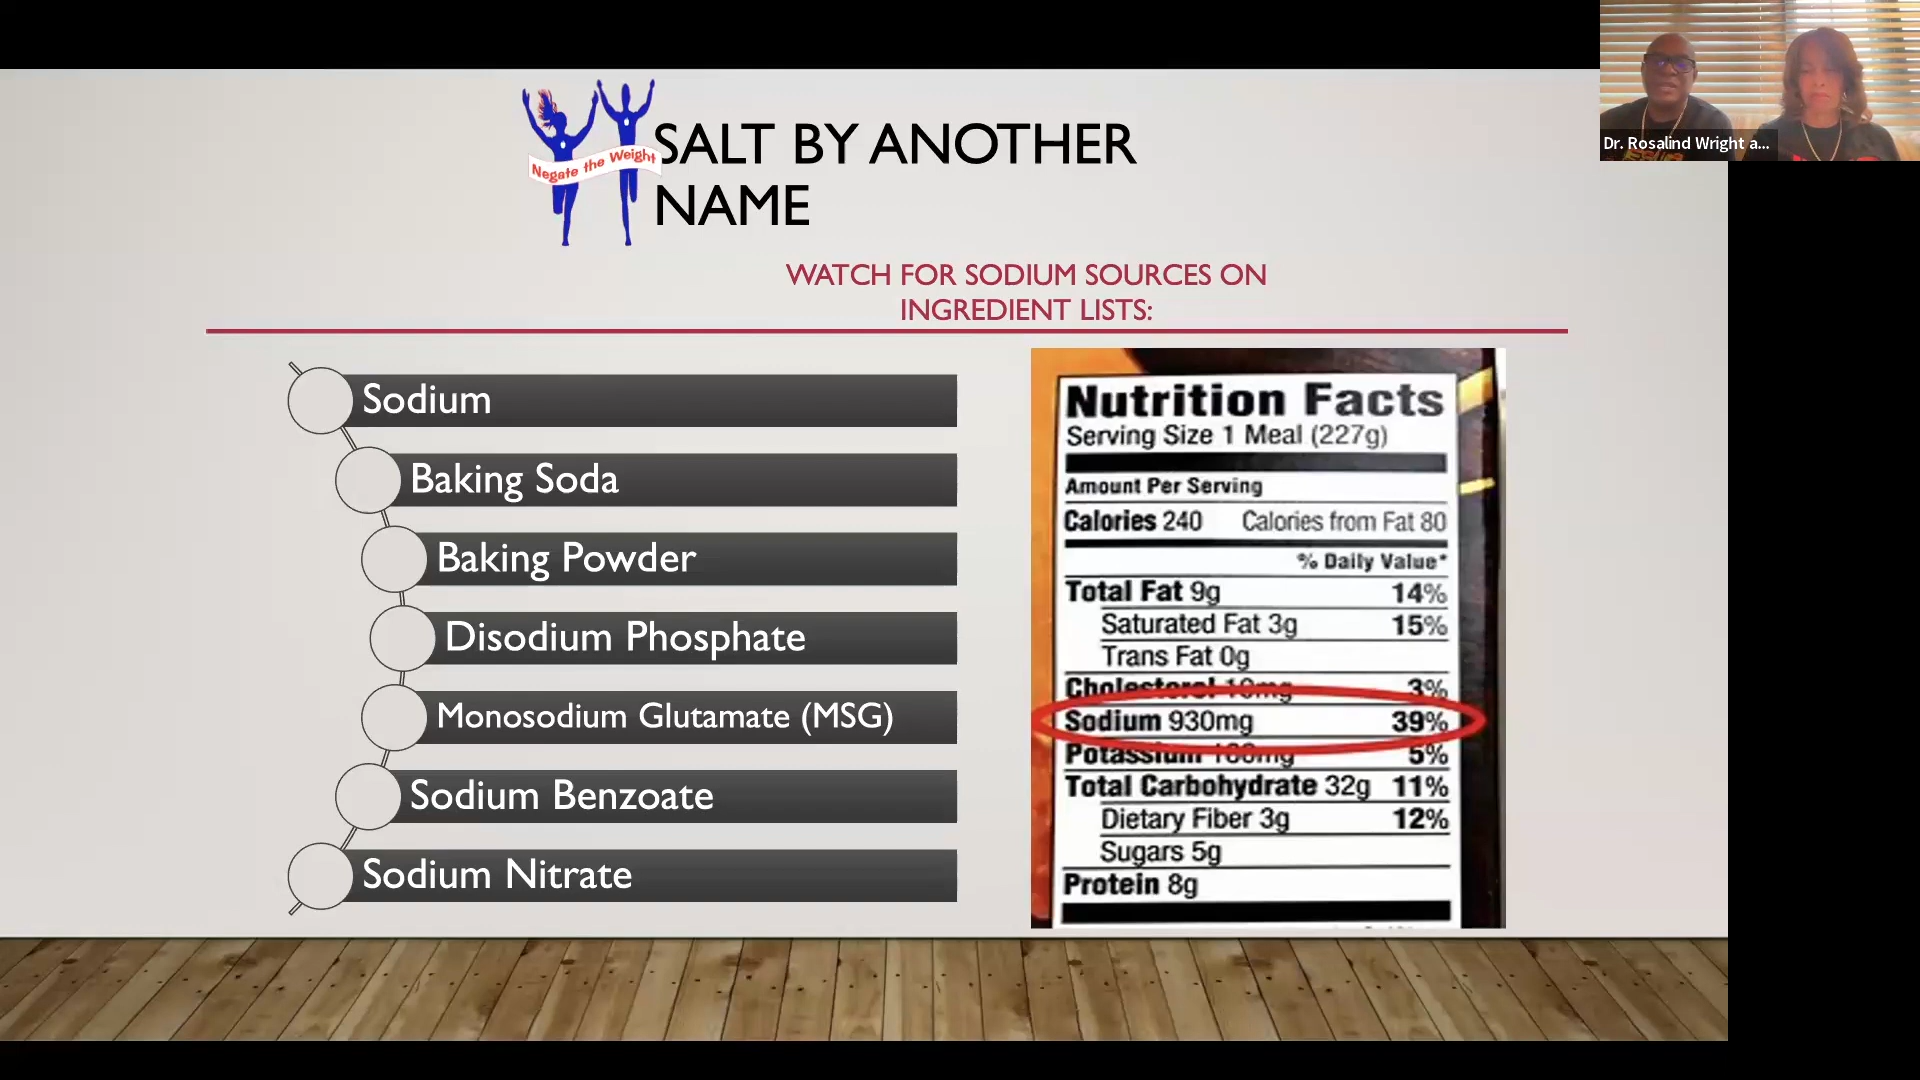 Dr. Rosalind Wright a...
Negate the Weight
SALT BY ANOTHER
NAME
WATCH FOR SODIUM SOURCES ON
INGREDIENT LISTS:
Sodium
Baking Soda
Baking Powder
Disodium Phosphate
Monosodium Glutamate (MSG)
Sodium Benzoate
Sodium Nitrate
Nutrition Facts
Serving Size 1 Meal (227g)
Amount Per Serving
Calories 240 Calories from Fat 80
% Daily Value*
Total Fat 9g 14%
Saturated Fat 3g 15%
Trans Fat 0g
Cholesterol 10mg 3%
Sodium 930mg 39%
Potassium 5%
Total Carbohydrate 32g 11%
Dietary Fiber 3g 12%
Sugars 5g
Protein 8g